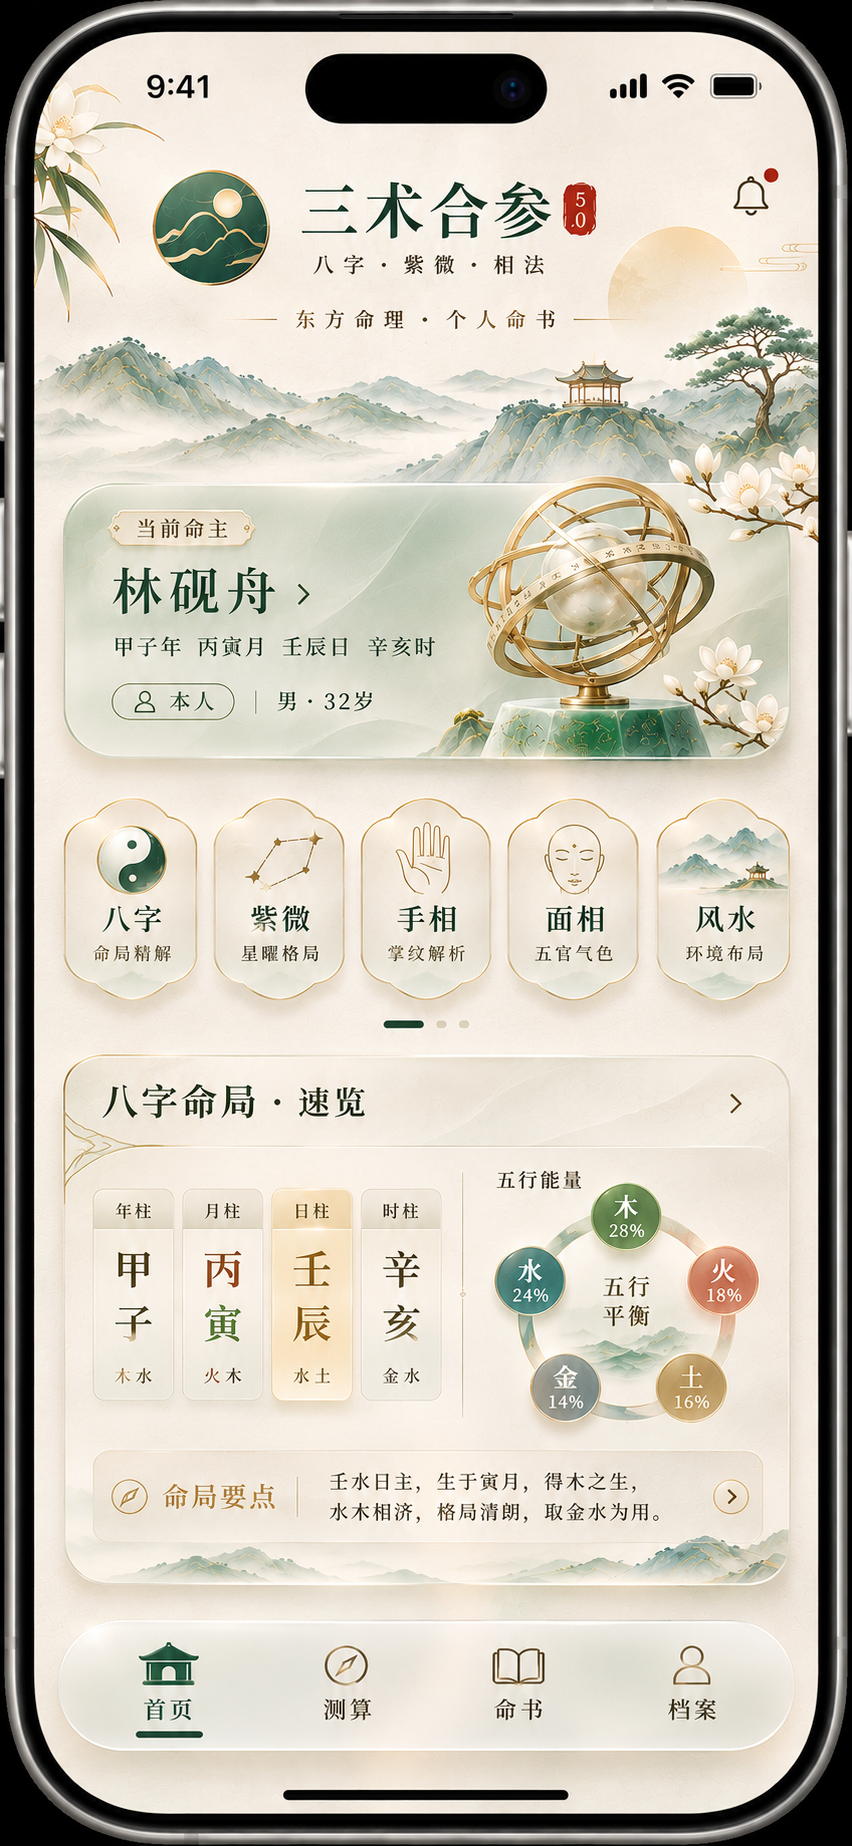 9:41
三术合参
5.0
八字·紫微·相法
东方命理·个人命书
当前命主
林砚舟
甲子年 丙寅月 壬辰日 辛亥时
本人 男·32岁
八字 紫微 手相 面相 风水
命局精解 星曜格局 掌纹解析 五官气色 环境布局
八字命局·速览
年柱 月柱 日柱 时柱
甲 丙 壬 辛
子 寅 辰 亥
木水 火木 水土 金水
五行能量
木
28%
水
24%
火
18%
五行
平衡
金
14%
土
16%
命局要点
壬水日主，生于寅月，得木之生，
水木相济，格局清朗，取金水为用。
首页 测算 命书 档案